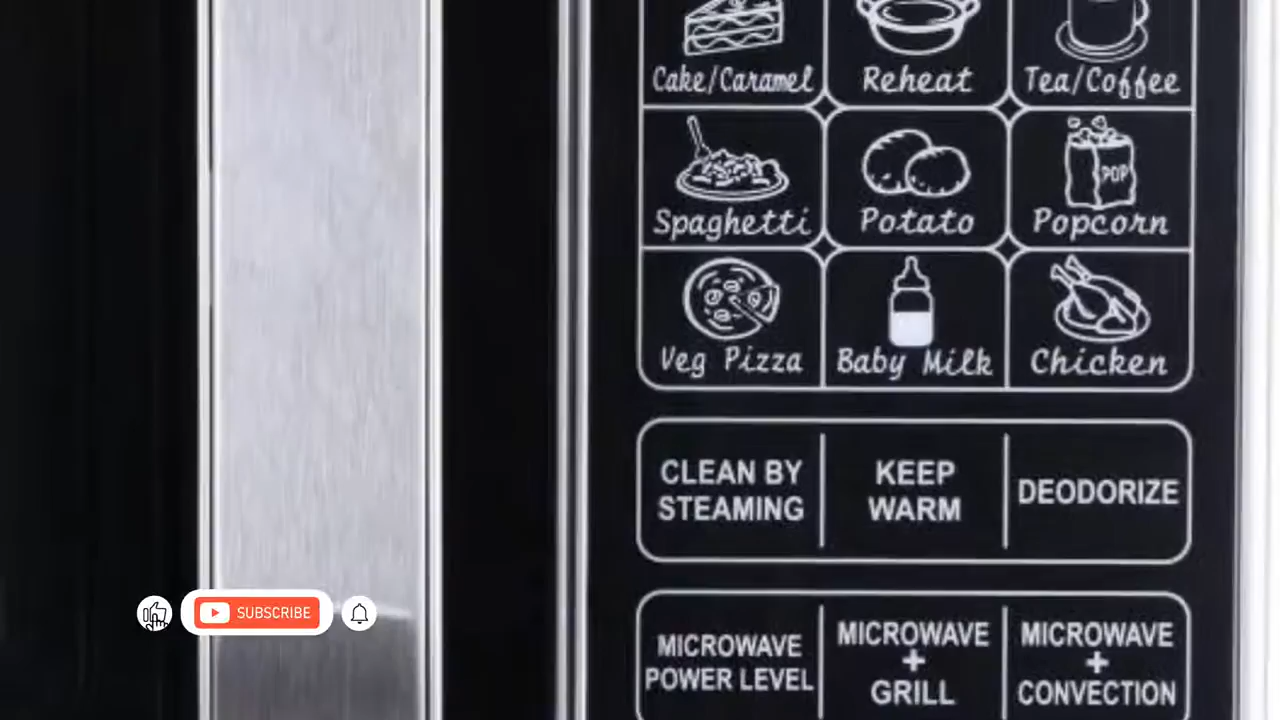 Cake/Caramel
Reheat
Tea/Coffee
POP
Spaghetti
Potato
Popcorn
Veg Pizza
Baby Milk
Chicken
CLEAN BY
STEAMING
KEEP
WARM
DEODORIZE
SUBSCRIBE
MICROWAVE
POWER LEVEL
MICROWAVE
+
GRILL
MICROWAVE
+
CONVECTION